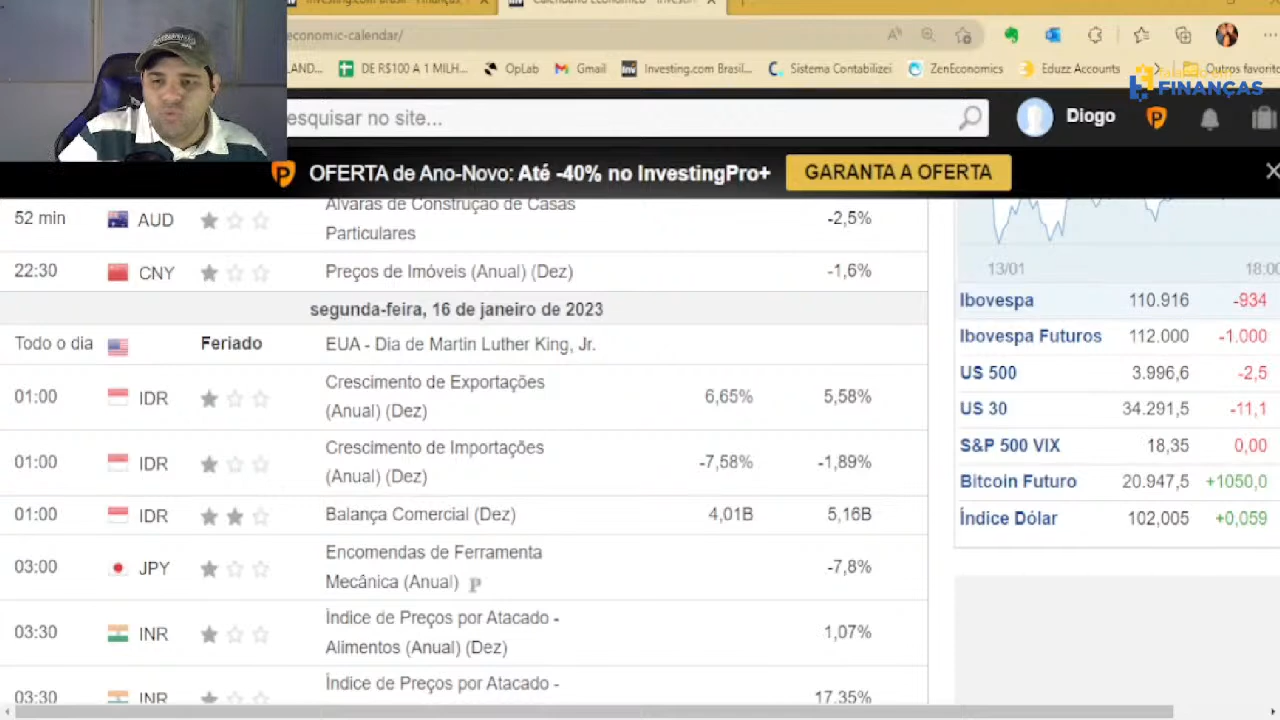 Investing.com Brasil - Finanças,
Calendário Econômico - Investin
economic-calendar/
LAND...
DE R$100 A 1 MILH...
OpLab
Gmail
Investing.com Brasil...
Sistema Contabilizei
ZenEconomics
Eduzz Accounts
Outros favorito
FINANÇAS
esquisar no site...
Diogo
OFERTA de Ano-Novo: Até -40% no InvestingPro+
GARANTA A OFERTA
52 min AUD Alvarás de Construção de Casas
Particulares -2,5%
22:30 CNY Preços de Imóveis (Anual) (Dez) -1,6%
segunda-feira, 16 de janeiro de 2023
Todo o dia Feriado EUA - Dia de Martin Luther King, Jr.
01:00 IDR Crescimento de Exportações
(Anual) (Dez) 6,65% 5,58%
01:00 IDR Crescimento de Importações
(Anual) (Dez) -7,58% -1,89%
01:00 IDR Balança Comercial (Dez) 4,01B 5,16B
03:00 JPY Encomendas de Ferramenta
Mecânica (Anual) P -7,8%
03:30 INR Índice de Preços por Atacado -
Alimentos (Anual) (Dez) 1,07%
03:30 INR Índice de Preços por Atacado - 17,35%
13/01 18:00
Ibovespa 110.916 -934
Ibovespa Futuros 112.000 -1.000
US 500 3.996,6 -2,5
US 30 34.291,5 -11,1
S&P 500 VIX 18,35 0,00
Bitcoin Futuro 20.947,5 +1050,0
Índice Dólar 102,005 +0,059